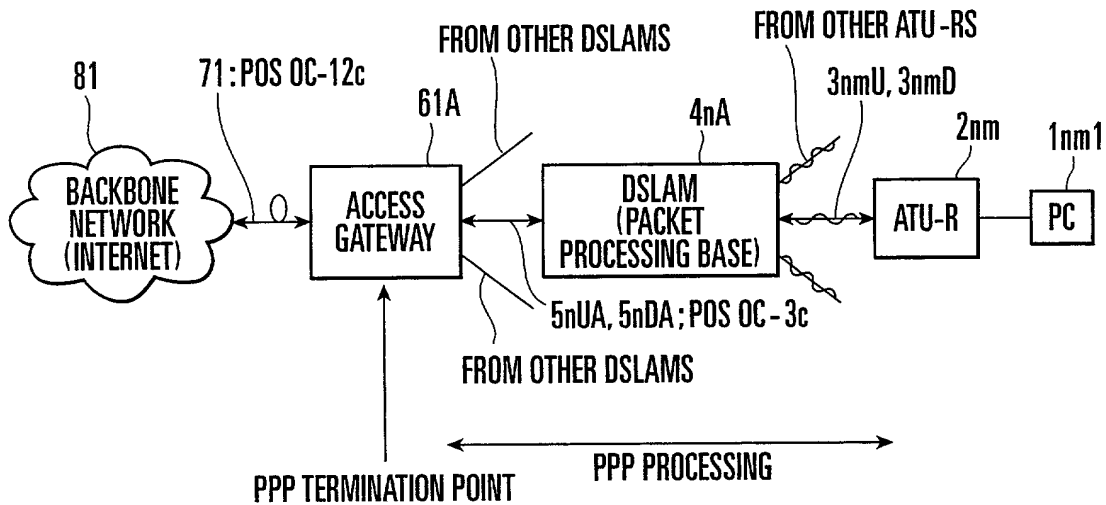 FROM OTHER DSLAMS
FROM OTHER ATU-RS
81
71:POS OC-12c
3nmU, 3nmD
61A
4nA
2nm
1nm1
BACKBONE
NETWORK
(INTERNET)
ACCESS
GATEWAY
DSLAM
(PACKET
PROCESSING BASE)
ATU-R
PC
5nUA, 5nDA;POS OC-3c
FROM OTHER DSLAMS
PPP PROCESSING
PPP TERMINATION POINT